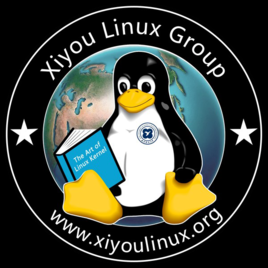 Xiyou Linux Group
The Art of
Linux Kernel
www.xiyoulinux.org